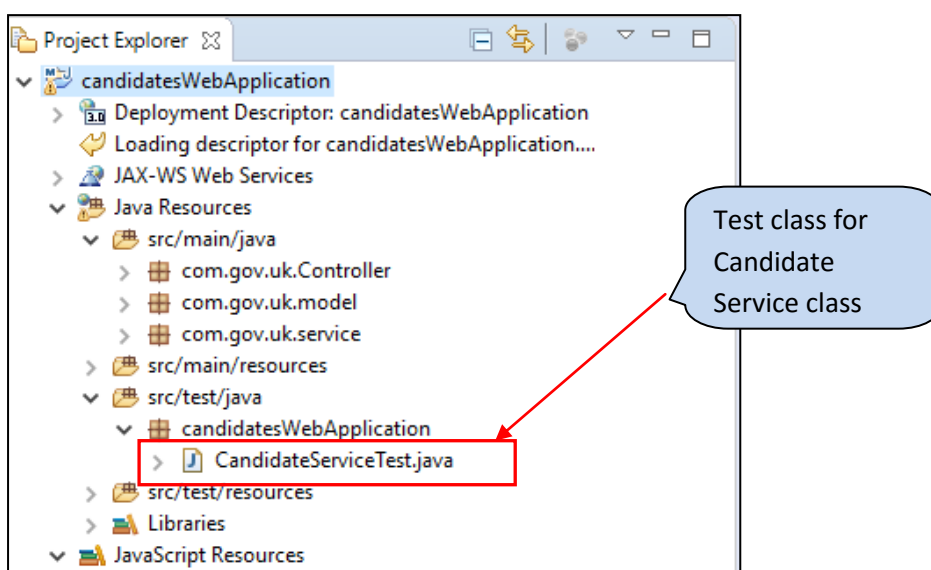 Project Explorer
M
candidatesWebApplication
3.0
Deployment Descriptor: candidatesWebApplication
Loading descriptor for candidatesWebApplication....
JAX-WS Web Services
Java Resources
src/main/java
com.gov.uk.Controller
com.gov.uk.model
com.gov.uk.service
src/main/resources
src/test/java
candidatesWebApplication
J
CandidateServiceTest.java
src/test/resources
Libraries
JavaScript Resources
Test class for
Candidate
Service class